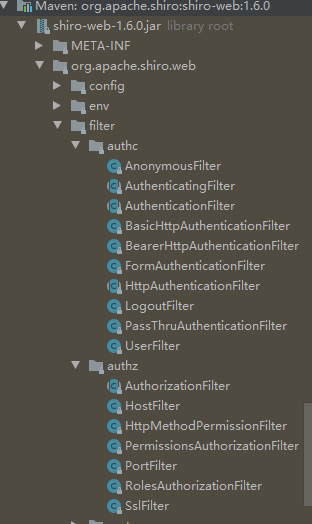 Maven: org.apache.shiro:shiro-web:1.6.0
shiro-web-1.6.0.jar library root
META-INF
org.apache.shiro.web
config
env
filter
authc
AnonymousFilter
AuthenticatingFilter
AuthenticationFilter
BasicHttpAuthenticationFilter
BearerHttpAuthenticationFilter
FormAuthenticationFilter
HttpAuthenticationFilter
LogoutFilter
PassThruAuthenticationFilter
UserFilter
authz
AuthorizationFilter
HostFilter
HttpMethodPermissionFilter
PermissionsAuthorizationFilter
PortFilter
RolesAuthorizationFilter
SslFilter